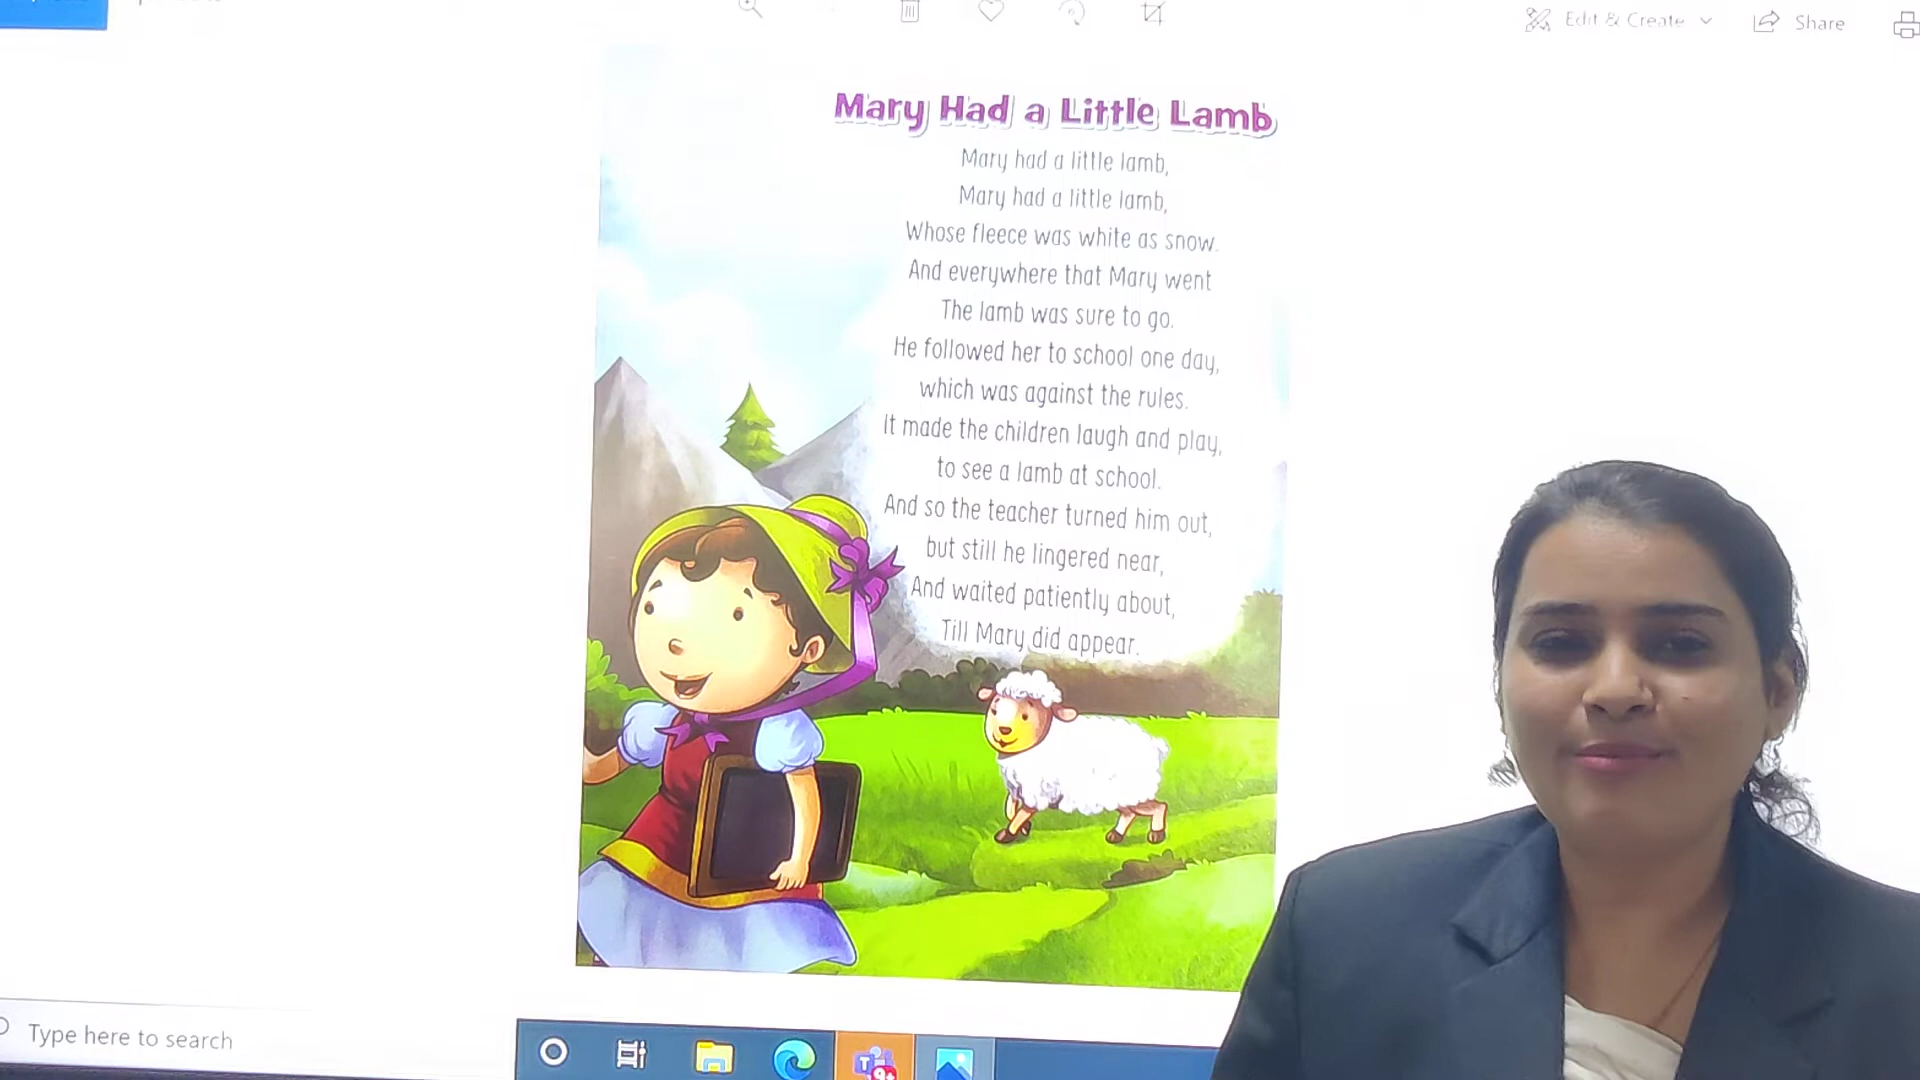 Edit & Create
Share
Mary Had a Little Lamb
Mary had a little lamb,
Mary had a little lamb,
Whose fleece was white as snow.
And everywhere that Mary went
The lamb was sure to go.
He followed her to school one day,
which was against the rules.
It made the children laugh and play,
to see a lamb at school.
And so the teacher turned him out,
but still he lingered near,
And waited patiently about,
Till Mary did appear.
Type here to search
T
9+